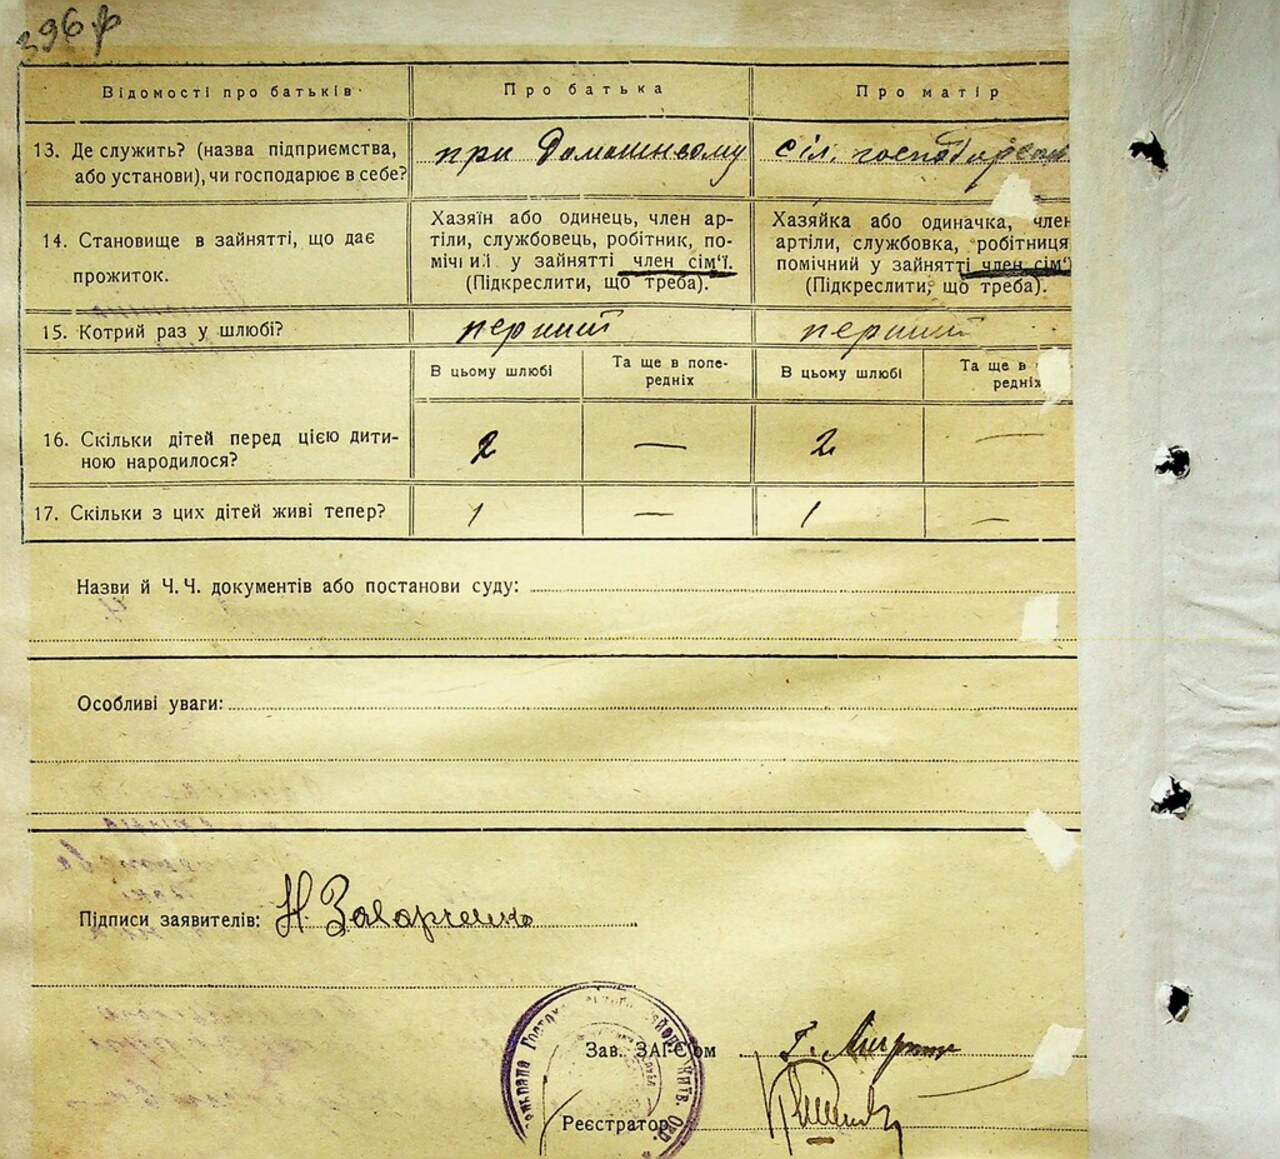 396
Відомості про батьків
Про батька
Про матір
13. Де служить? (назва підприємства,
або установи), чи господарює в себе?
при домашньому
сіл. господарстві
14. Становище в зайнятті, що дає
прожиток.
Хазяїн або одинець, член ар-
тіли, службовець, робітник, по-
мічний у зайнятті член сім'ї.
(Підкреслити, що треба).
Хазяйка або одиначка, член
артіли, службовка, робітниця
помічний у зайнятті член сім'ї
(Підкреслити, що треба).
15. Котрий раз у шлюбі?
перший
перший
В цьому шлюбі
Та ще в попе-
редніх
В цьому шлюбі
Та ще в
редніх
16. Скільки дітей перед цією дити-
ною народилося?
2 — 2 —
17. Скільки з цих дітей живі тепер?
1 — 1 —
Назви й Ч. Ч. документів або постанови суду:
Особливі уваги:
Підписи заявителів: Н. Захарченко
Зав. ЗАГС'ом
Реєстратор